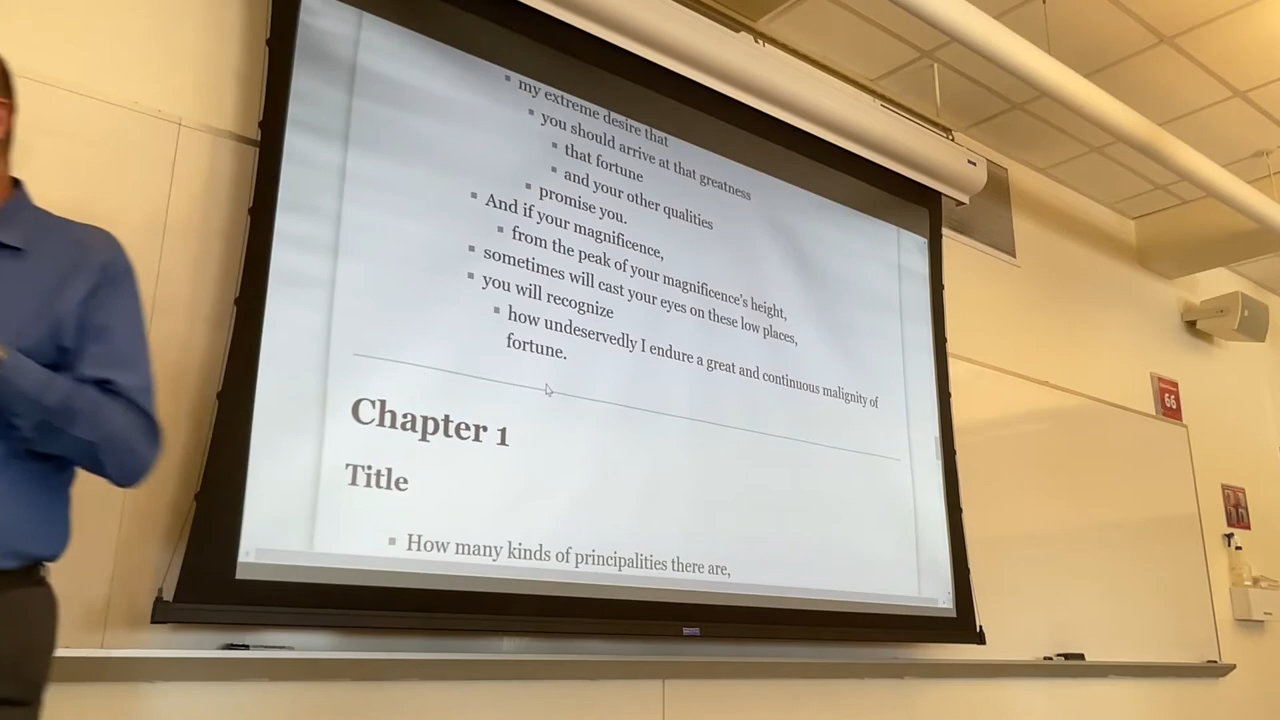 my extreme desire that
you should arrive at that greatness
that fortune
and your other qualities
promise you.
And if your magnificence,
from the peak of your magnificence's height,
sometimes will cast your eyes on these low places,
you will recognize
how undeservedly I endure a great and continuous malignity of
fortune.
Chapter 1
Title
How many kinds of principalities there are,
66